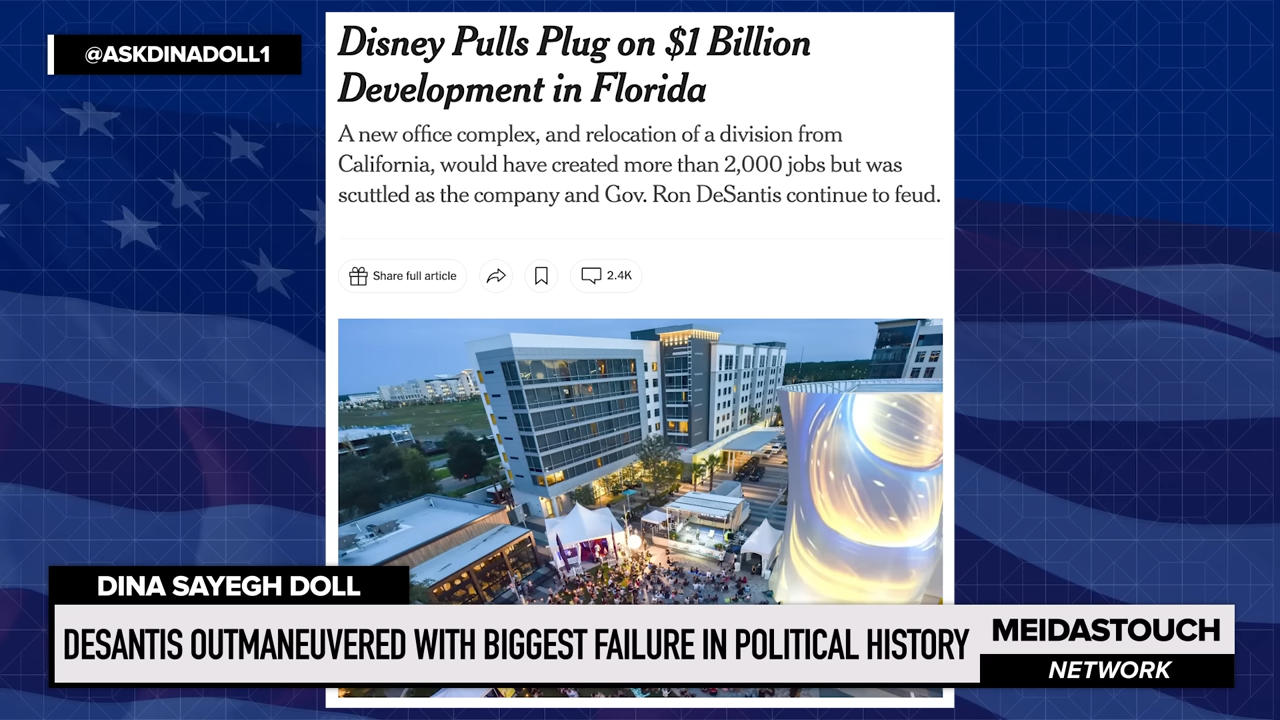 @ASKDINADOLL1
Disney Pulls Plug on $1 Billion
Development in Florida
A new office complex, and relocation of a division from
California, would have created more than 2,000 jobs but was
scuttled as the company and Gov. Ron DeSantis continue to feud.
Share full article
2.4K
DINA SAYEGH DOLL
DESANTIS OUTMANEUVERED WITH BIGGEST FAILURE IN POLITICAL HISTORY
MEIDASTOUCH
NETWORK